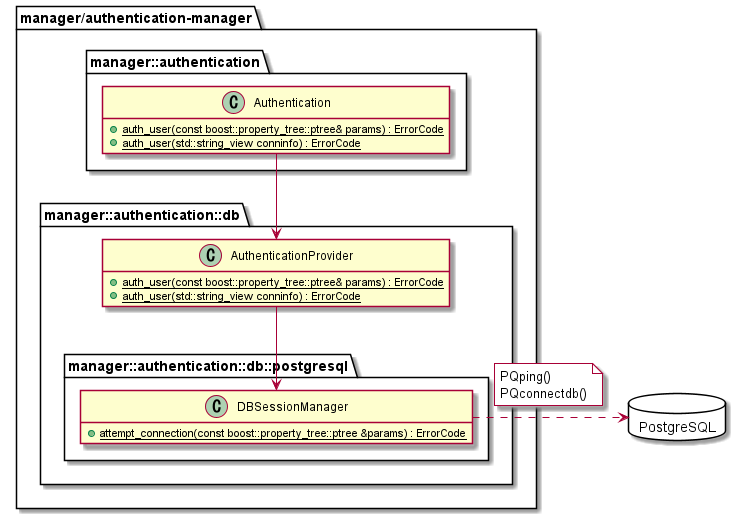 manager/authentication-manager
manager::authentication
C Authentication
auth_user(const boost::property_tree::ptree& params) : ErrorCode
auth_user(std::string_view conninfo) : ErrorCode
manager::authentication::db
C AuthenticationProvider
auth_user(const boost::property_tree::ptree& params) : ErrorCode
auth_user(std::string_view conninfo) : ErrorCode
manager::authentication::db::postgresql
C DBSessionManager
attempt_connection(const boost::property_tree::ptree &params) : ErrorCode
PQping()
PQconnectdb()
PostgreSQL